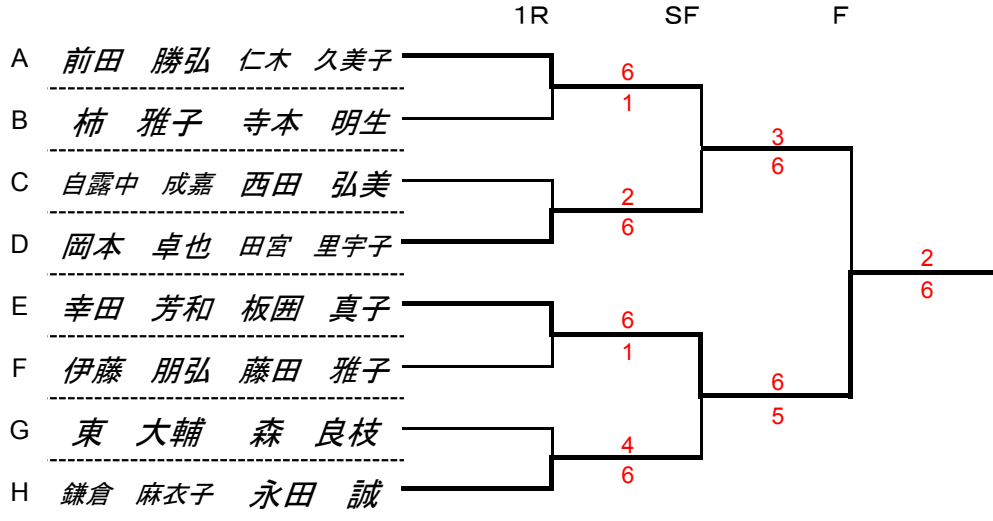 1R SF F
A 前田 勝弘 仁木 久美子
6
B 柿 雅子 寺本 明生
1
3
6
C 自露中 成嘉 西田 弘美
2
6
D 岡本 卓也 田宮 里宇子
2
6
E 幸田 芳和 板囲 真子
6
1
F 伊藤 朋弘 藤田 雅子
6
5
G 東 大輔 森 良枝
4
6
H 鎌倉 麻衣子 永田 誠